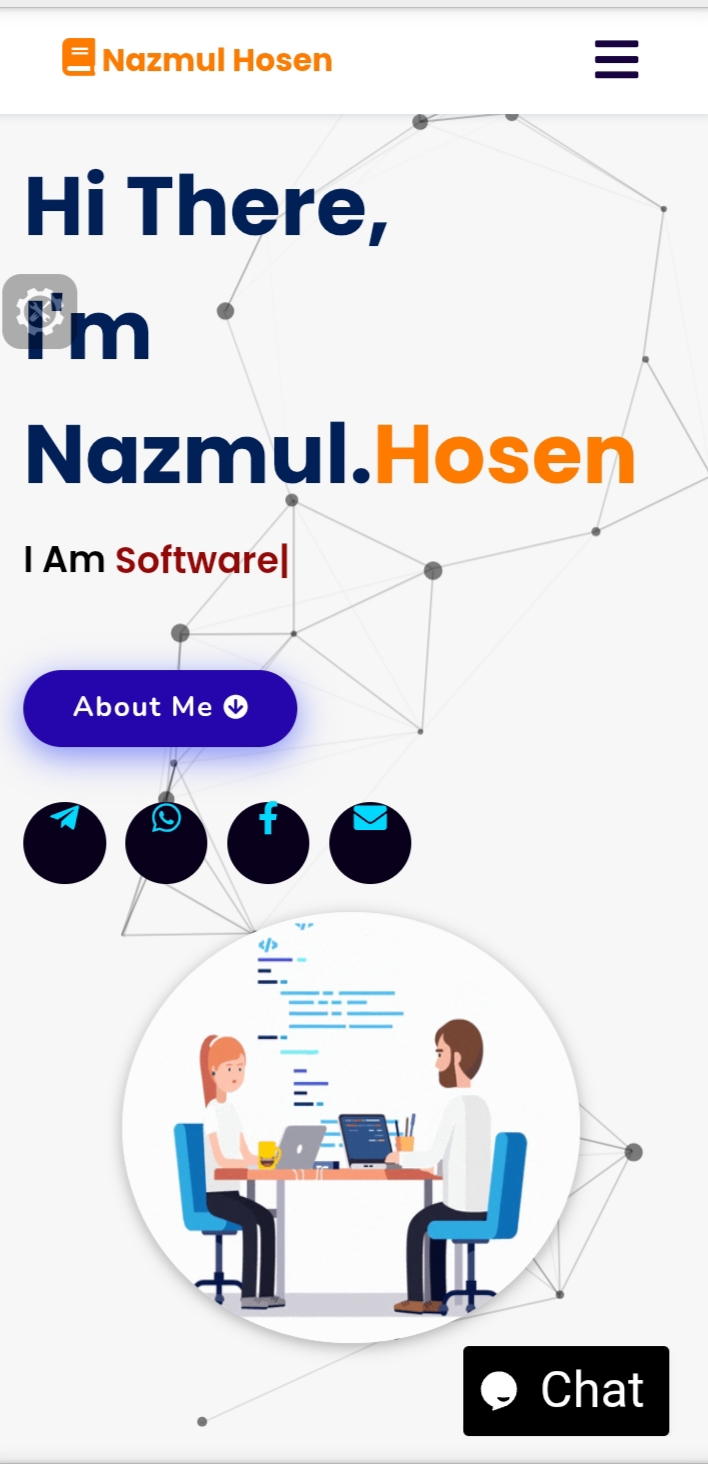 Nazmul Hosen
Hi There,
I'm
Nazmul.Hosen
I Am Software|
About Me
Chat